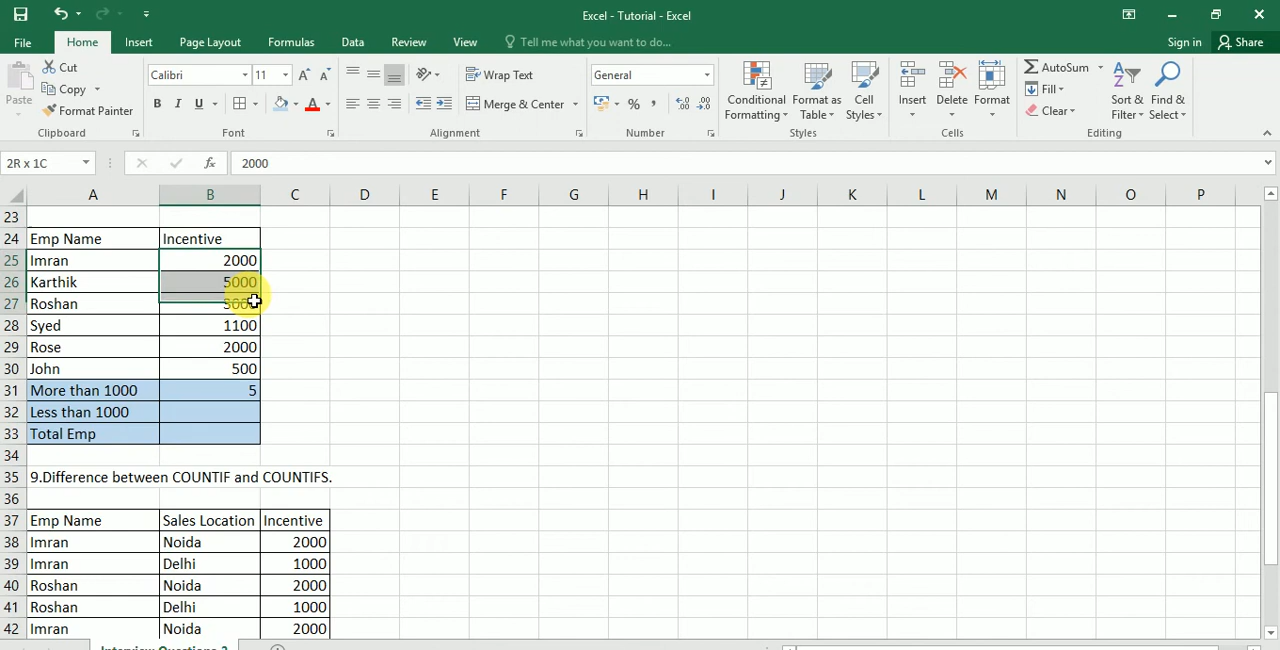 Excel - Tutorial - Excel
File Home Insert Page Layout Formulas Data Review View Tell me what you want to do... Sign in Share
Paste Cut Copy Format Painter
Calibri 11
B I U A A A
Wrap Text
Merge & Center
General
% , .0 .00
Conditional Formatting
Format as Table
Cell Styles
Insert Delete Format
AutoSum
Fill
Clear
Sort & Filter
Find & Select
Clipboard Font Alignment Number Styles Cells Editing
2R x 1C fx 2000
A B C D E F G H I J K L M N O P
23
24 Emp Name Incentive
25 Imran 2000
26 Karthik 5000
27 Roshan
28 Syed 1100
29 Rose 2000
30 John 500
31 More than 1000 5
32 Less than 1000
33 Total Emp
34
35 9.Difference between COUNTIF and COUNTIFS.
36
37 Emp Name Sales Location Incentive
38 Imran Noida 2000
39 Imran Delhi 1000
40 Roshan Noida 2000
41 Roshan Delhi 1000
42 Imran Noida 2000